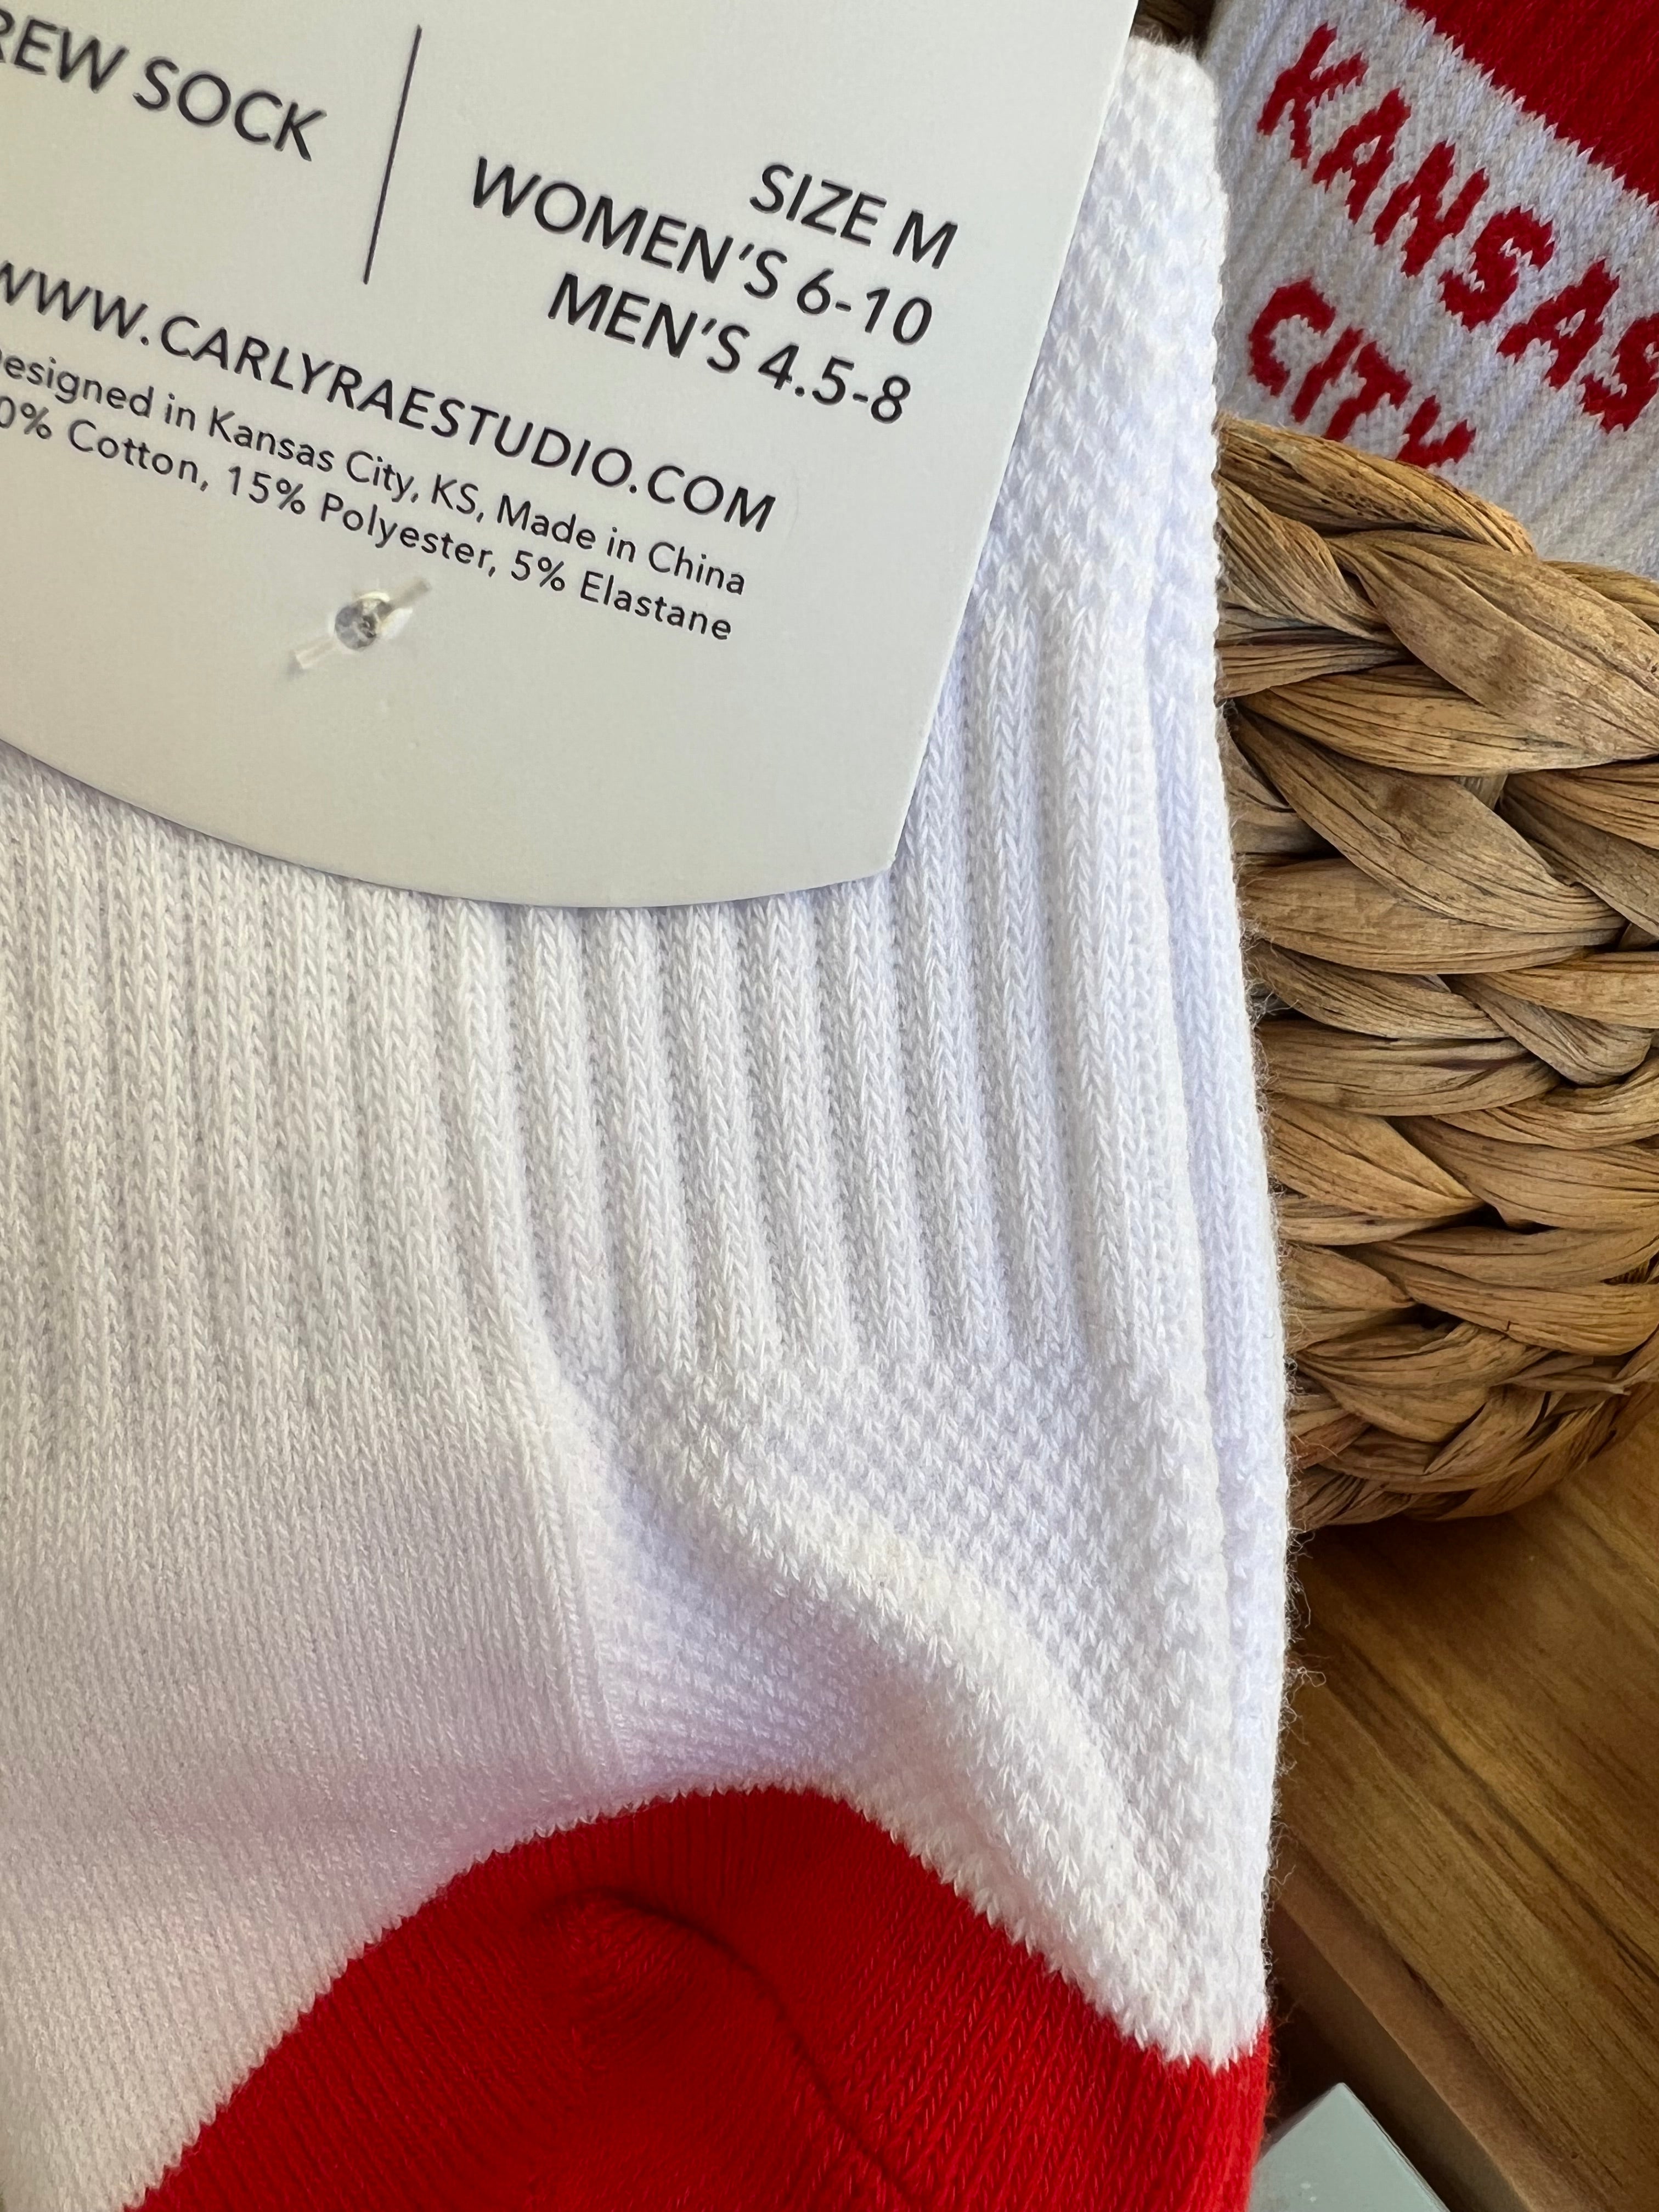 REW SOCK
SIZE M
WOMEN'S 6-10
MEN'S 4.5-8
WWW.CARLYRAESTUDIO.COM
esigned in Kansas City, KS, Made in China
0% Cotton, 15% Polyester, 5% Elastane
KANSAS
CITY